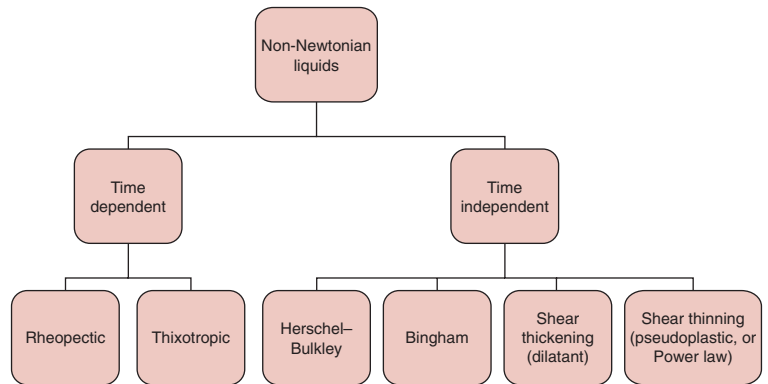 Non-Newtonian
liquids
Time
dependent
Time
independent
Rheopectic
Thixotropic
Herschel–
Bulkley
Bingham
Shear
thickening
(dilatant)
Shear thinning
(pseudoplastic, or
Power law)